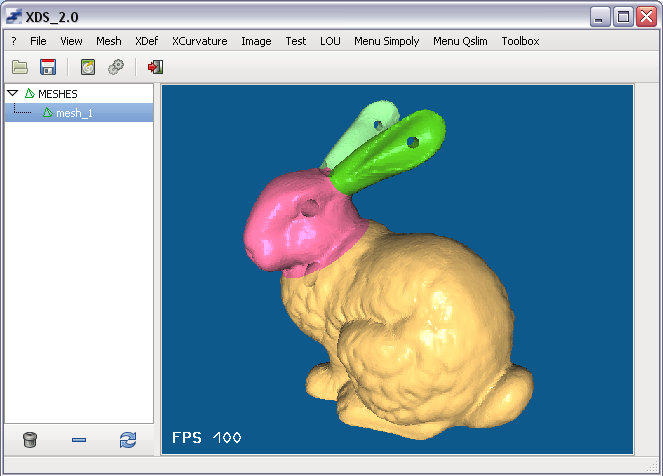 XDS_2.0
? File View Mesh XDef XCurvature Image Test LOU Menu Simpoly Menu Qslim Toolbox
MESHES
mesh_1
FPS 100